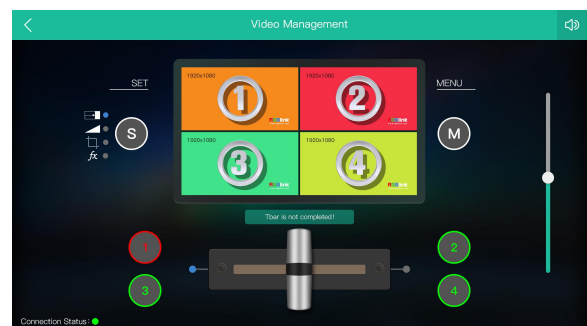 Video Management
SET
MENU
1920x1080
1920x1080
1
2
1920x1080
1920x1080
3
4
S
M
fx
Tbar is not completed!
1
2
3
4
Connection Status: